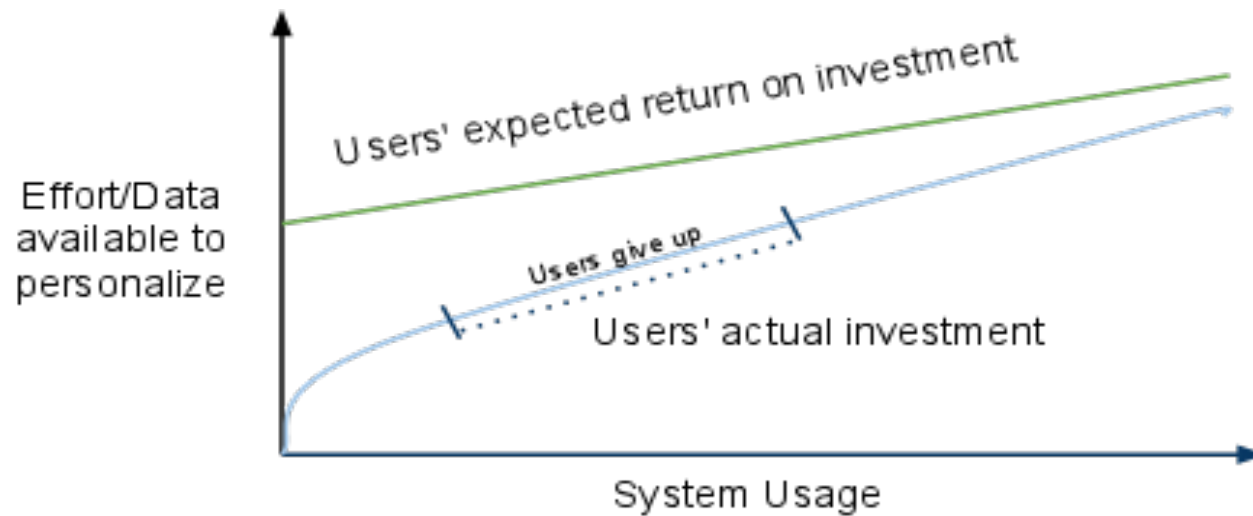 Users' expected return on investment
Effort/Data
available to
personalize
Users give up
Users' actual investment
System Usage